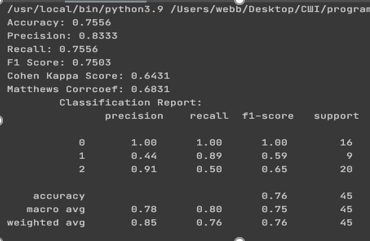 /usr/local/bin/python3.9 /Users/webb/Desktop/СШІ/program
Accuracy: 0.7556
Precision: 0.8333
Recall: 0.7556
F1 Score: 0.7503
Cohen Kappa Score: 0.6431
Matthews Corrcoef: 0.6831
Classification Report:
precision recall f1-score support
0 1.00 1.00 1.00 16
1 0.44 0.89 0.59 9
2 0.91 0.50 0.65 20
accuracy 0.76 45
macro avg 0.78 0.80 0.75 45
weighted avg 0.85 0.76 0.76 45